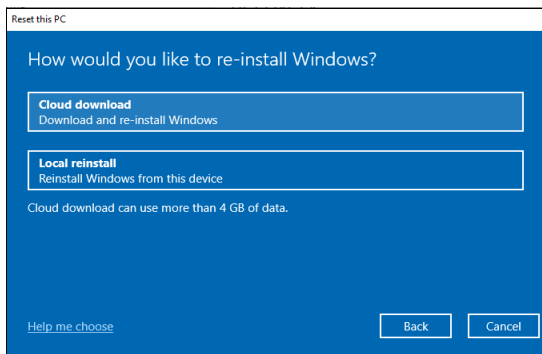 Reset this PC
How would you like to re-install Windows?
Cloud download
Download and re-install Windows
Local reinstall
Reinstall Windows from this device
Cloud download can use more than 4 GB of data.
Help me choose
Back
Cancel